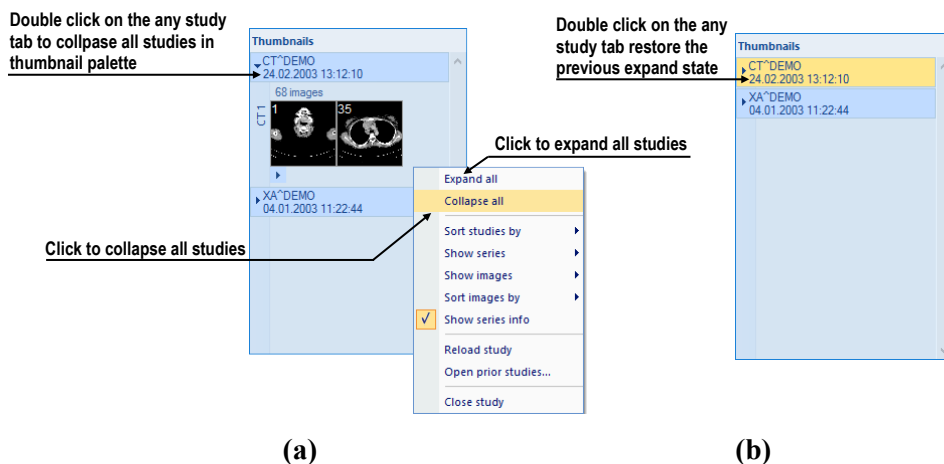 Double click on the any study
tab to collpase all studies in
thumbnail palette
Thumbnails
CT^DEMO
24.02.2003 13:12:10
68 images
CT1
1
35
XA^DEMO
04.01.2003 11:22:44
Click to expand all studies
Click to collapse all studies
Expand all
Collapse all
Sort studies by
Show series
Show images
Sort images by
Show series info
Reload study
Open prior studies...
Close study
(a)
Double click on the any
study tab restore the
previous expand state
Thumbnails
CT^DEMO
24.02.2003 13:12:10
XA^DEMO
04.01.2003 11:22:44
(b)